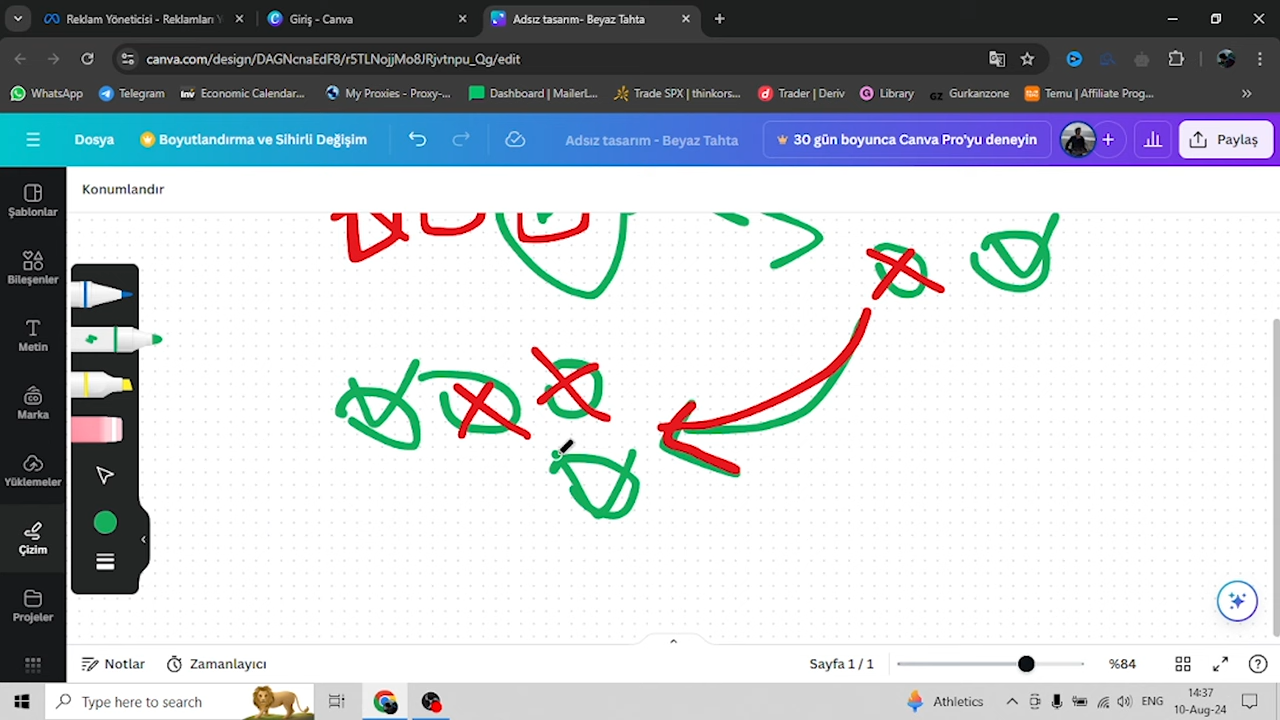 Reklam Yöneticisi - Reklamları Y
Giriş - Canva
Adsız tasarım- Beyaz Tahta
canva.com/design/DAGNcnaEdF8/r5TLNojjMo8JRjvtnpu_Qg/edit
WhatsApp
Telegram
Economic Calendar...
My Proxies - Proxy-...
Dashboard | MailerL...
Trade SPX | thinkors...
Trader | Deriv
Library
Gurkanzone
Temu | Affiliate Prog...
Dosya
Boyutlandırma ve Sihirli Değişim
Adsız tasarım - Beyaz Tahta
30 gün boyunca Canva Pro'yu deneyin
Paylaş
Konumlandır
Şablonlar
Bileşenler
Metin
Marka
Yüklemeler
Çizim
Projeler
Notlar
Zamanlayıcı
Sayfa 1 / 1
%84
Type here to search
Athletics
ENG
14:37
10-Aug-24